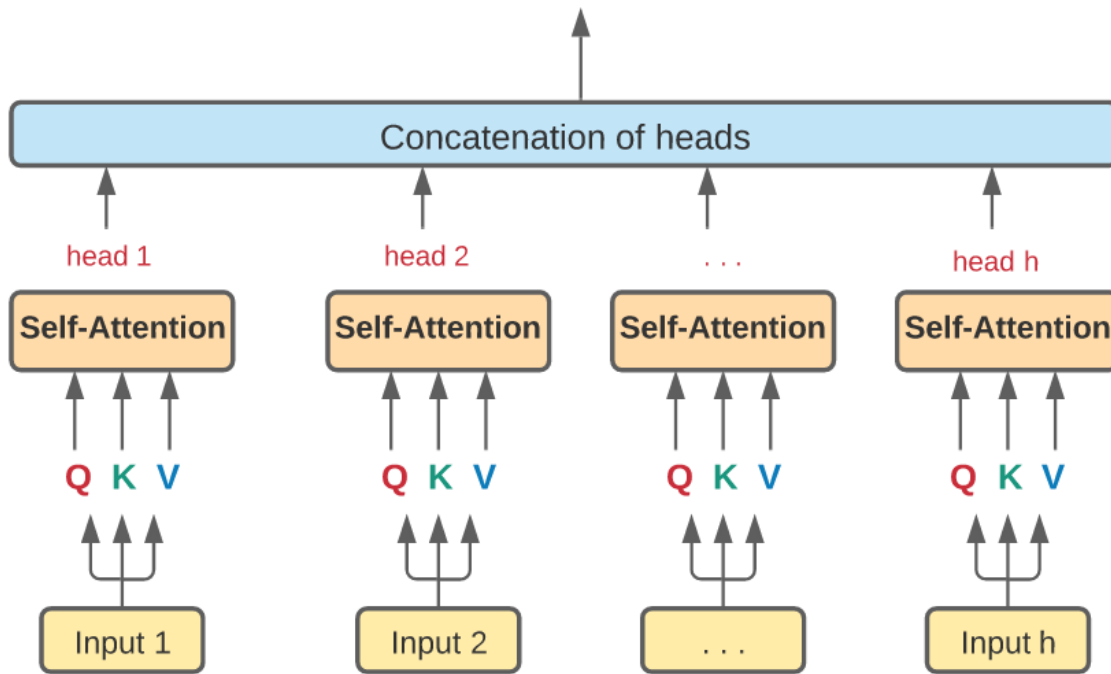 Concatenation of heads
head 1 head 2 . . . head h
Self-Attention Self-Attention Self-Attention Self-Attention
Q K V Q K V Q K V Q K V
Input 1 Input 2 . . . Input h